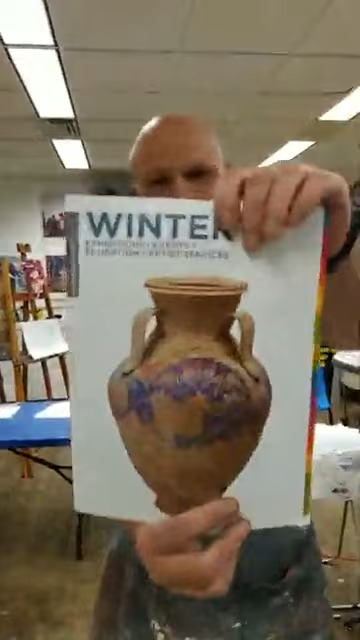 WINTER
EXHIBITIONS + EVENTS +
EDUCATION + ARTIST SERVICES